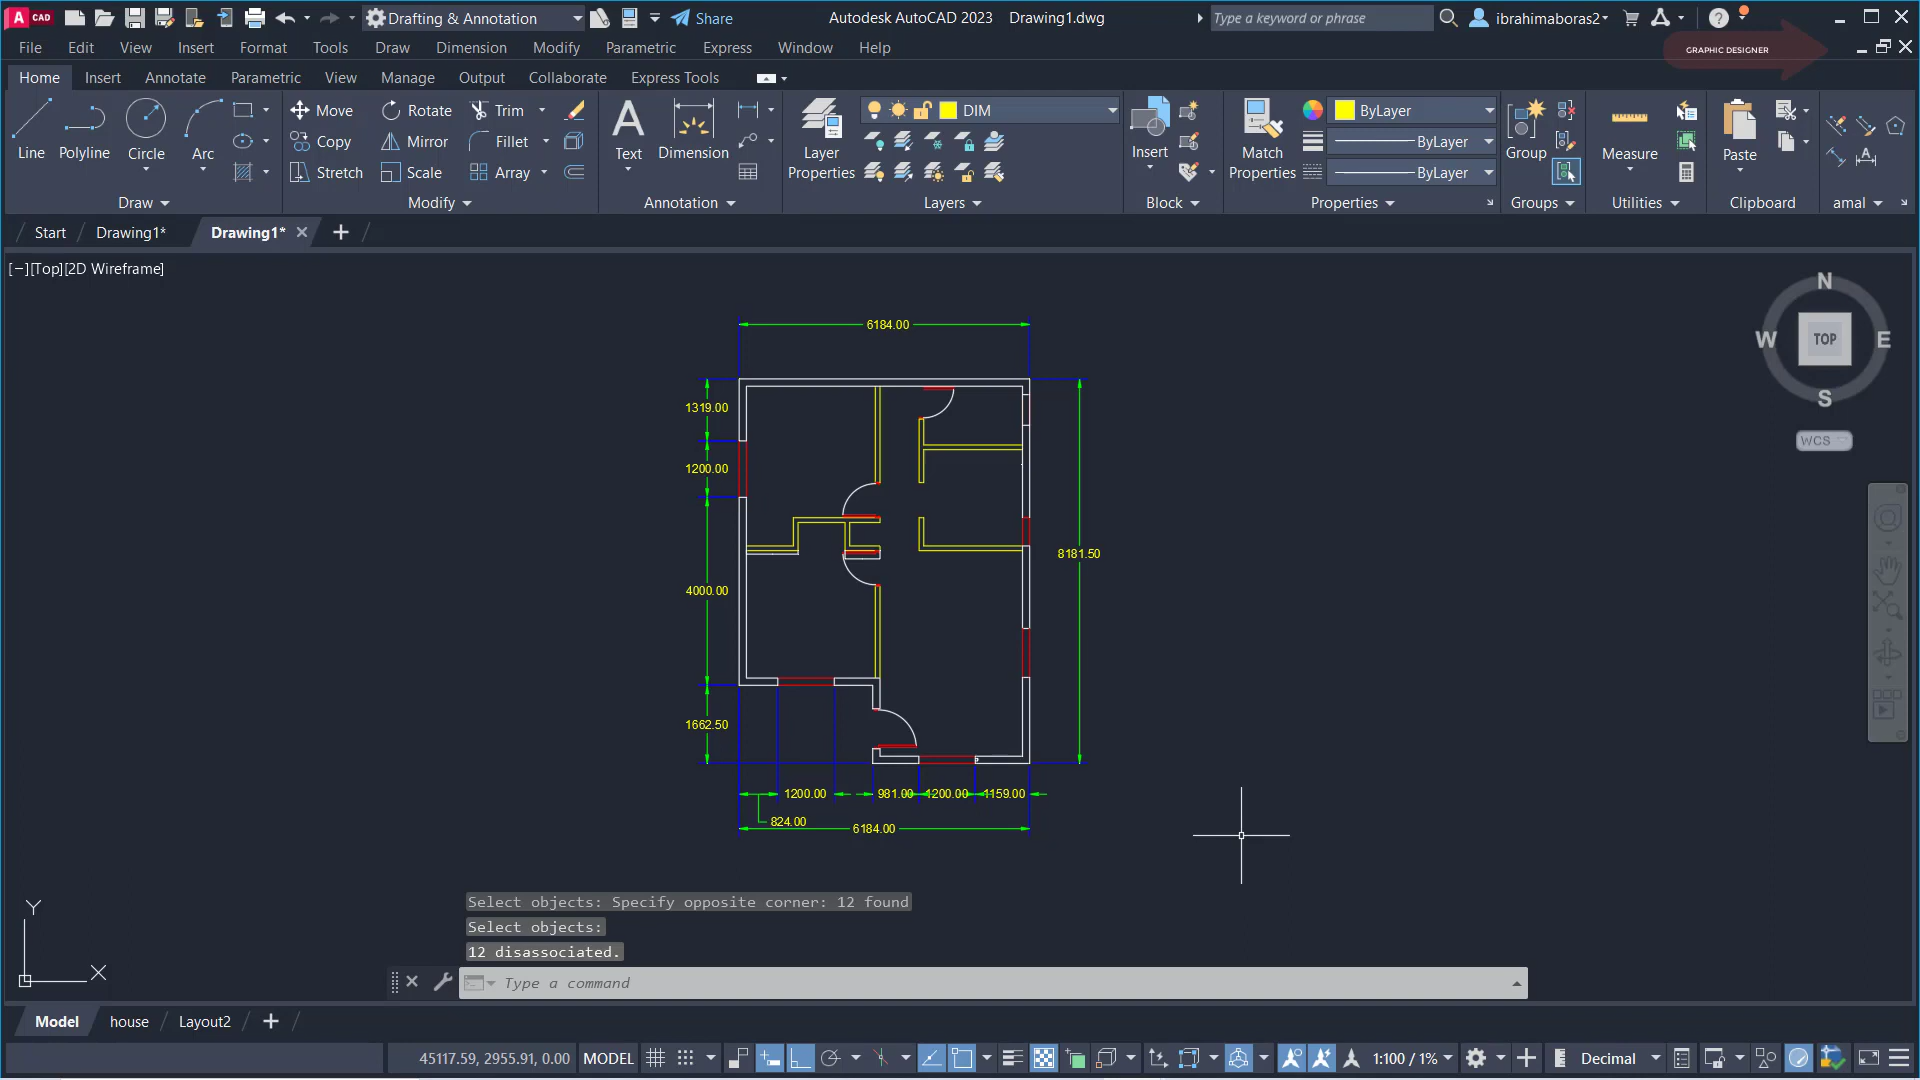 A CAD Drafting & Annotation Share Autodesk AutoCAD 2023 Drawing1.dwg Type a keyword or phrase ibrahimaboras2
File Edit View Insert Format Tools Draw Dimension Modify Parametric Express Window Help GRAPHIC DESIGNER
Home Insert Annotate Parametric View Manage Output Collaborate Express Tools
Move Rotate Trim DIM ByLayer
Line Polyline Circle Arc Copy Mirror Fillet Text Dimension Layer Properties Insert Match Properties ByLayer Group Measure Paste
Stretch Scale Array ByLayer
Draw Modify Annotation Layers Block Properties Groups Utilities Clipboard amal
Start Drawing1* Drawing1*
[−][Top][2D Wireframe]
N
W TOP E
S
WCS
6184.00
1319.00
1200.00
8181.50
4000.00
1662.50
1200.00 981.00 1200.00 1159.00
824.00
6184.00
Select objects: Specify opposite corner: 12 found
Select objects:
12 disassociated.
Type a command
Y
X
Model house Layout2
45117.59, 2955.91, 0.00 MODEL 1:100 / 1% Decimal